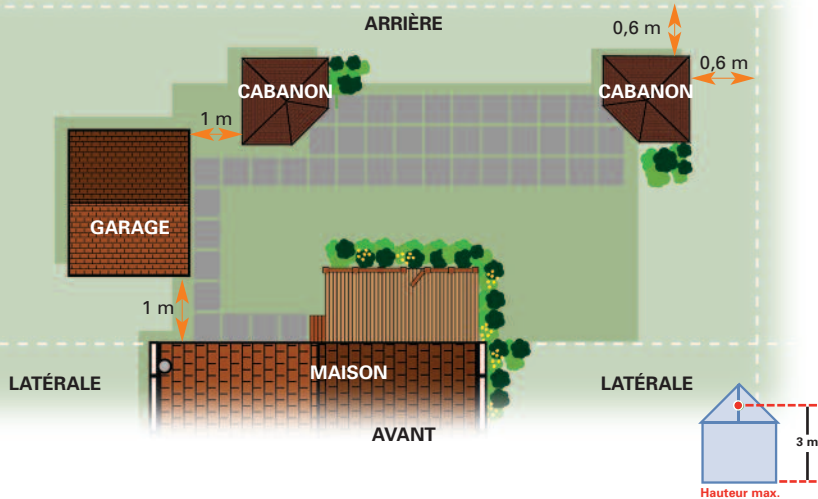 ARRIÈRE
0,6 m
0,6 m
CABANON
CABANON
1 m
GARAGE
1 m
MAISON
LATÉRALE
LATÉRALE
AVANT
3 m
Hauteur max.